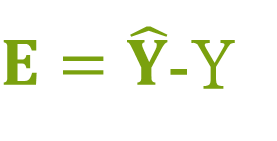 E = Ŷ-Y